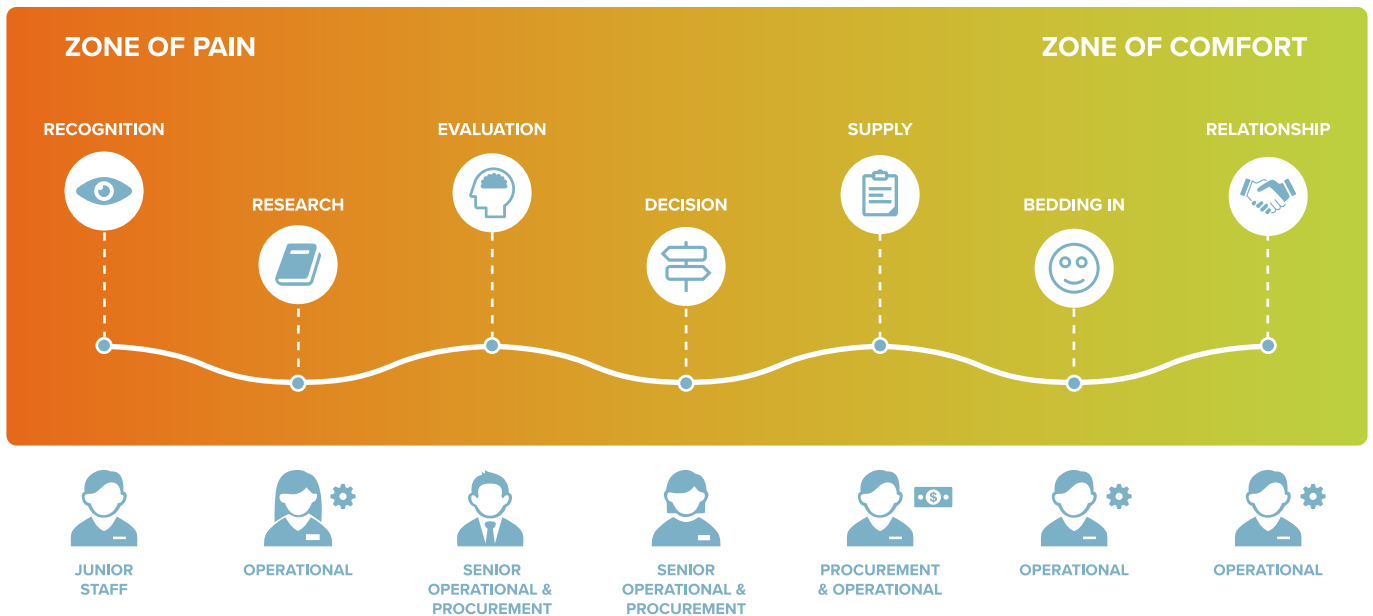 ZONE OF PAIN
ZONE OF COMFORT
RECOGNITION
RESEARCH
EVALUATION
DECISION
SUPPLY
BEDDING IN
RELATIONSHIP
$
JUNIOR
STAFF
OPERATIONAL
SENIOR
OPERATIONAL &
PROCUREMENT
SENIOR
OPERATIONAL &
PROCUREMENT
PROCUREMENT
& OPERATIONAL
OPERATIONAL
OPERATIONAL